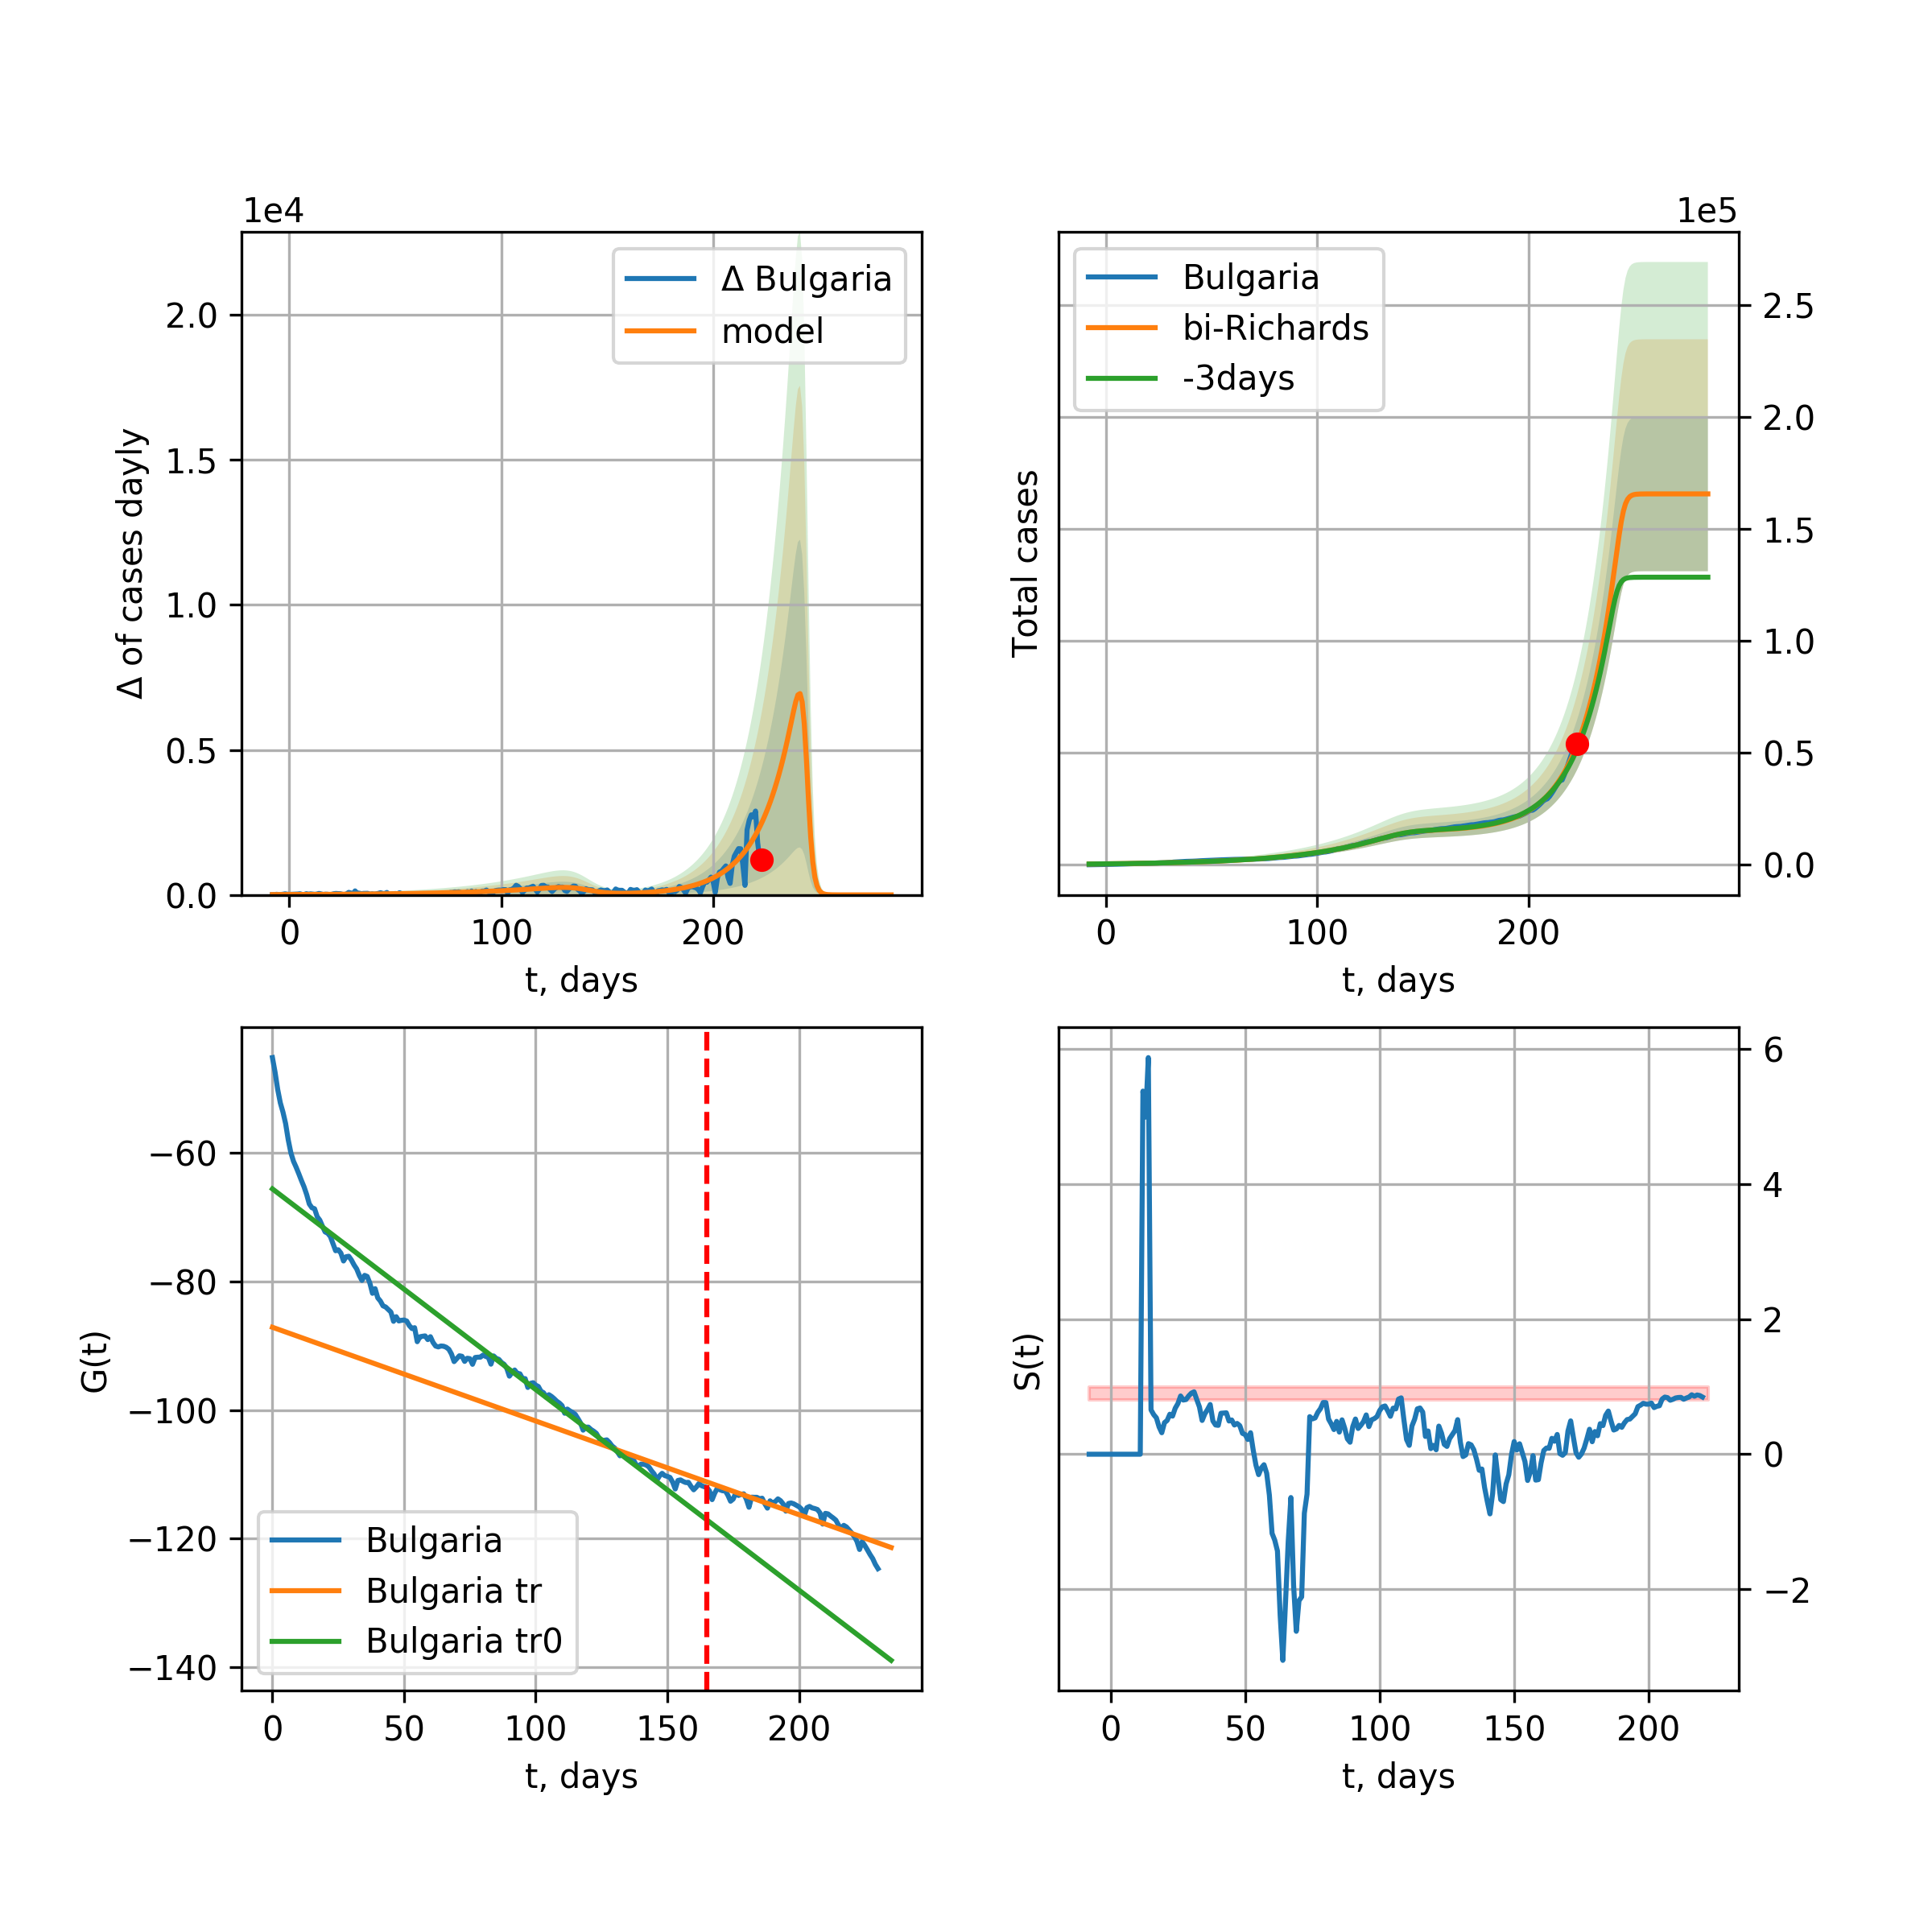 1e4
Δ of cases dayly
2.0
1.5
1.0
0.5
0.0
0 100 200
t, days
Δ Bulgaria
model
1e5
Total cases
Bulgaria
bi-Richards
-3days
2.5
2.0
1.5
1.0
0.5
0.0
0 100 200
t, days
G(t)
−60
−80
−100
−120
−140
Bulgaria
Bulgaria tr
Bulgaria tr0
0 50 100 150 200
t, days
S(t)
6
4
2
0
−2
0 50 100 150 200
t, days